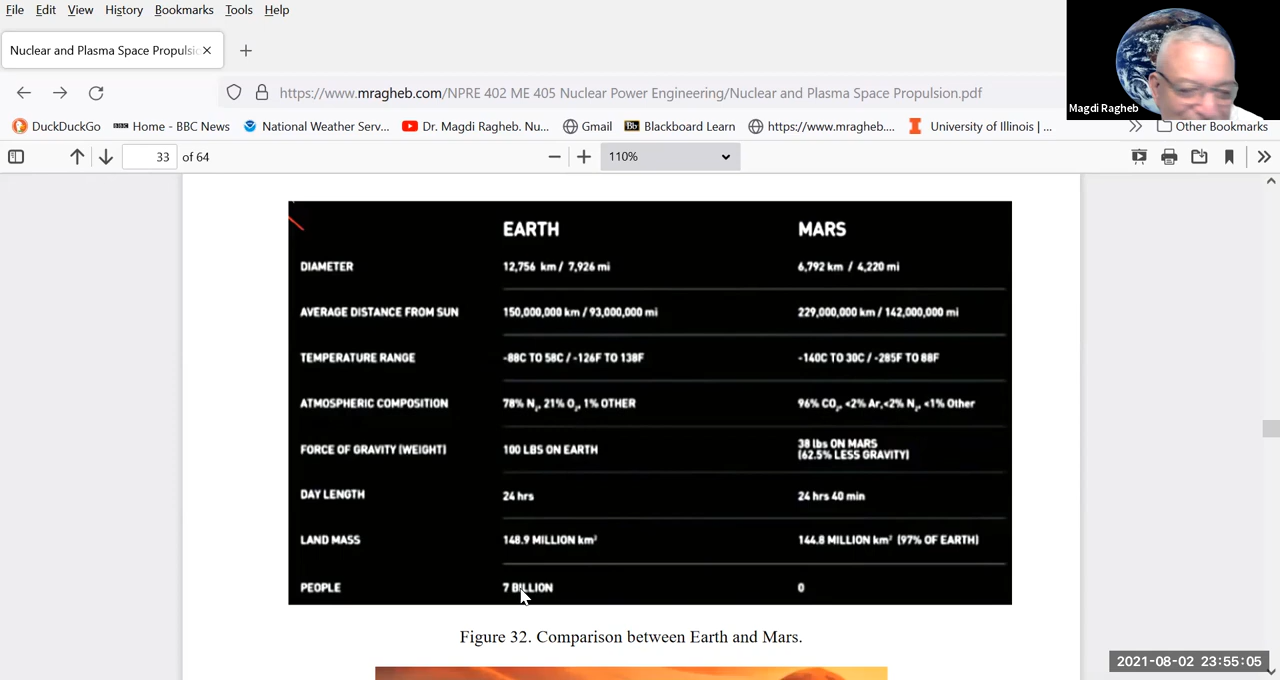 File Edit View History Bookmarks Tools Help
Nuclear and Plasma Space Propulsio
https://www.mragheb.com/NPRE 402 ME 405 Nuclear Power Engineering/Nuclear and Plasma Space Propulsion.pdf
Magdi Ragheb
DuckDuckGo BBC Home - BBC News National Weather Serv... Dr. Magdi Ragheb. Nu... Gmail Bb Blackboard Learn https://www.mragheb.... University of Illinois | ... Other Bookmarks
33 of 64 110%
EARTH MARS
DIAMETER 12,756 km / 7,926 mi 6,792 km / 4,220 mi
AVERAGE DISTANCE FROM SUN 150,000,000 km / 93,000,000 mi 229,000,000 km / 142,000,000 mi
TEMPERATURE RANGE -88C TO 58C / -126F TO 138F -140C TO 30C / -285F TO 88F
ATMOSPHERIC COMPOSITION 78% N₂, 21% O₂, 1% OTHER 96% CO₂, <2% Ar,<2% N₂, <1% Other
FORCE OF GRAVITY (WEIGHT) 100 LBS ON EARTH 38 lbs ON MARS
(62.5% LESS GRAVITY)
DAY LENGTH 24 hrs 24 hrs 40 min
LAND MASS 148.9 MILLION km² 144.8 MILLION km² (97% OF EARTH)
PEOPLE 7 BILLION 0
Figure 32. Comparison between Earth and Mars.
2021-08-02 23:55:05